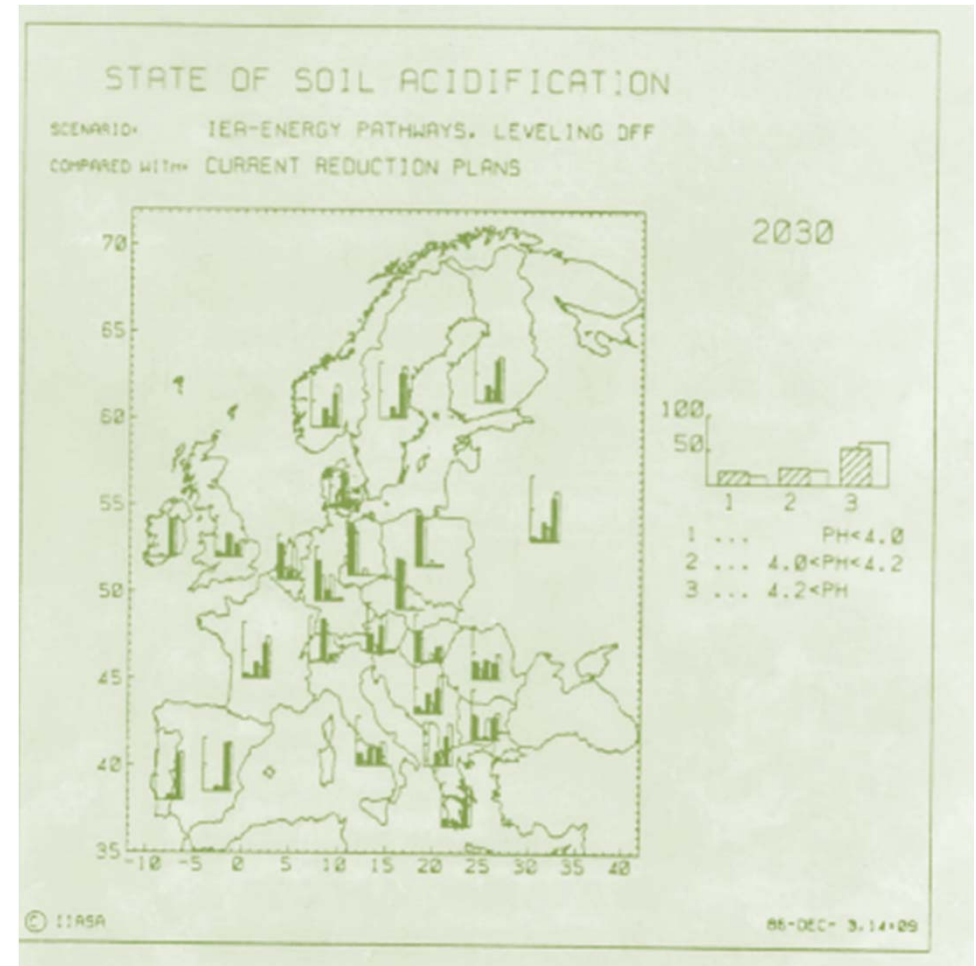 STATE OF SOIL ACIDIFICATION
SCENARIO: IEA-ENERGY PATHWAYS. LEVELING OFF
COMPARED WITH: CURRENT REDUCTION PLANS
2030
70
65
60
55
50
45
40
35
-10 -5 0 5 10 15 20 25 30 35 40
100
50
1 2 3
1 ... PH<4.0
2 ... 4.0<PH<4.2
3 ... 4.2<PH
© IIASA
86-DEC- 3.14:09